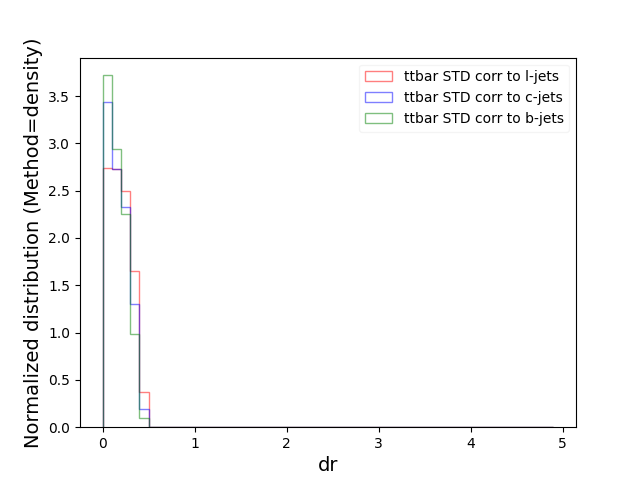 ttbar STD corr to l-jets
ttbar STD corr to c-jets
ttbar STD corr to b-jets
Normalized distribution (Method=density)
3.5
3.0
2.5
2.0
1.5
1.0
0.5
0.0
0 1 2 3 4 5
dr